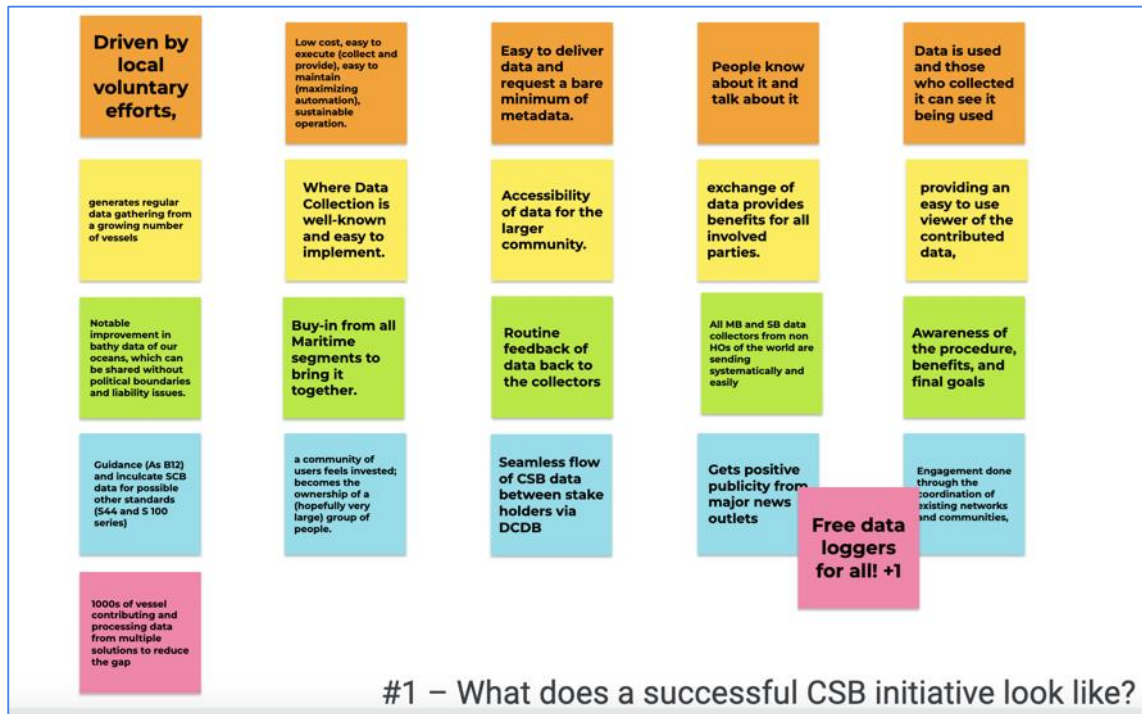 Driven by
local
voluntary
efforts,
Low cost, easy to
execute (collect and
provide), easy to
maintain
(maximizing
automation),
sustainable
operation.
Easy to deliver
data and
request a bare
minimum of
metadata.
People know
about it and
talk about it
Data is used
and those
who collected
it can see it
being used
generates regular
data gathering from
a growing number
of vessels
Where Data
Collection is
well-known
and easy to
implement.
Accessibility
of data for the
larger
community.
exchange of
data provides
benefits for all
involved
parties.
providing an
easy to use
viewer of the
contributed
data,
Notable
improvement in
bathy data of our
oceans, which can
be shared without
political boundaries
and liability issues.
Buy-in from all
Maritime
segments to
bring it
together.
Routine
feedback of
data back to
the collectors
All MB and SB data
collectors from non
HOs of the world are
sending
systematically and
easily
Awareness of
the procedure,
benefits, and
final goals
Guidance (As B12)
and inculcate SCB
data for possible
other standards
(S44 and S 100
series)
a community of
users feels invested;
becomes the
ownership of a
(hopefully very
large) group of
people.
Seamless flow
of CSB data
between stake
holders via
DCDB
Gets positive
publicity from
major news
outlets
Engagement done
through the
coordination of
existing networks
and communities,
Free data
loggers
for all! +1
1000s of vessel
contributing and
processing data
from multiple
solutions to reduce
the gap
#1 – What does a successful CSB initiative look like?